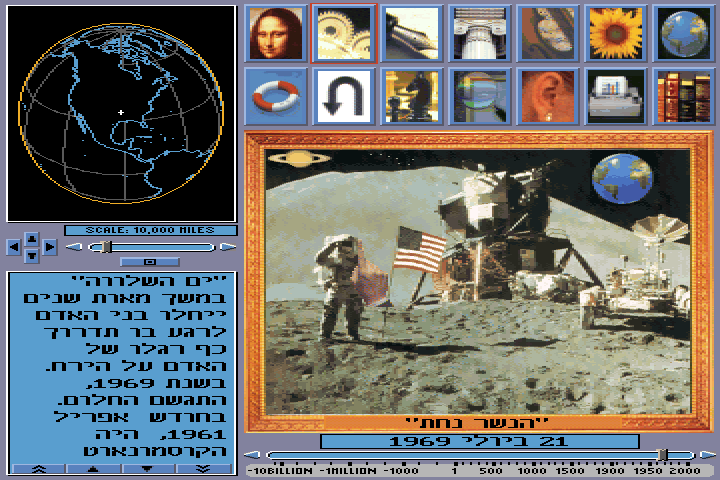 SCALE: 10,000 MILES
"ים השלווה"
במשך מאות שנים
ייחלו בני האדם
לרגע בו תדרוך
כף רגלו של
האדם על הירח.
בשנת 1969,
התגשם החלום.
בחודש אפריל
1961, היה
הקוסמונאוט
"הנשר נחת"
21 ביולי 1969
-10BILLION -1MILLION -1000 1 500 1000 1500 1900 1950 2000